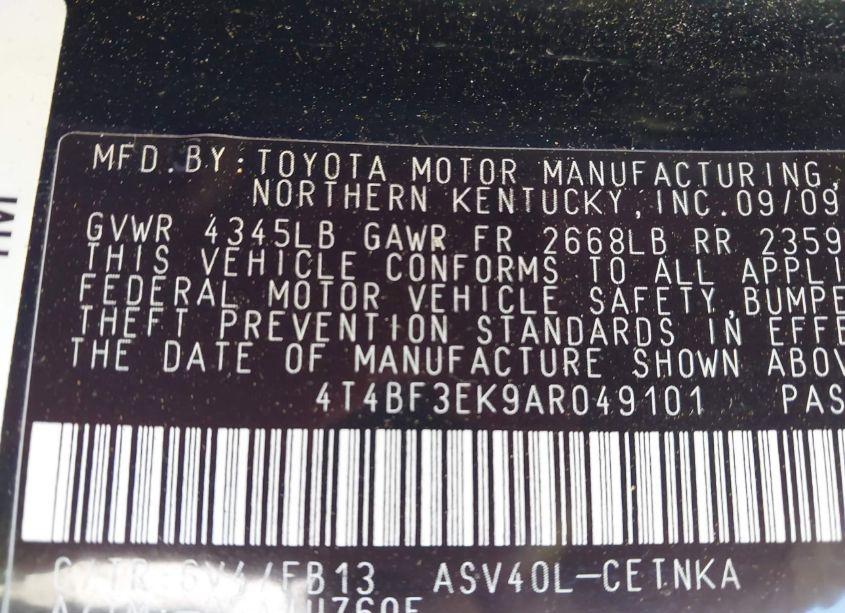 MFD.BY:TOYOTA MOTOR MANUFACTURING,
NORTHERN KENTUCKY,INC.09/09
GVWR 4345LB GAWR FR 2668LB RR 2359
THIS VEHICLE CONFORMS TO ALL APPLI
FEDERAL MOTOR VEHICLE SAFETY,BUMPE
THEFT PREVENTION STANDARDS IN EFFE
THE DATE OF MANUFACTURE SHOWN ABOV
4T4BF3EK9AR049101 PAS
C/TR:6V4/FB13 ASV40L-CETNKA